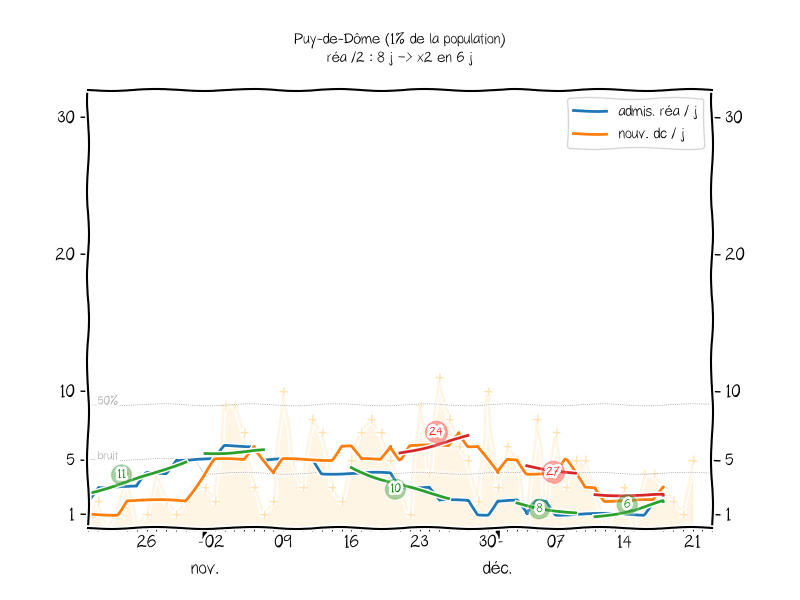 Puy-de-Dôme (1% de la population)
réa /2 : 8 j -> x2 en 6 j
admis. réa / j
nouv. dc / j
30 30
20 20
10 10
50%
24
bruit
5 5
11
27
10
8
6
1 1
26 02 09 16 23 30 07 14 21
nov. déc.